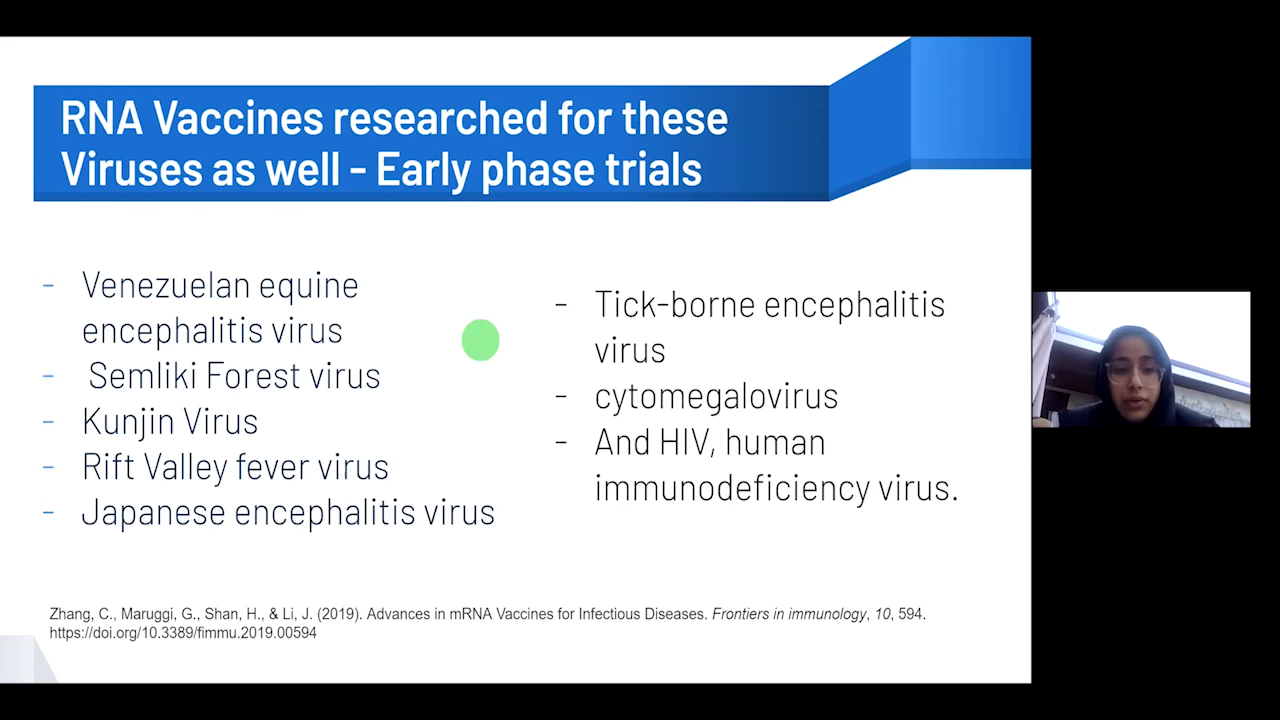 RNA Vaccines researched for these
Viruses as well - Early phase trials
- Venezuelan equine
encephalitis virus
- Semliki Forest virus
- Kunjin Virus
- Rift Valley fever virus
- Japanese encephalitis virus
- Tick-borne encephalitis
virus
- cytomegalovirus
- And HIV, human
immunodeficiency virus.
Zhang, C., Maruggi, G., Shan, H., & Li, J. (2019). Advances in mRNA Vaccines for Infectious Diseases. Frontiers in immunology, 10, 594.
https://doi.org/10.3389/fimmu.2019.00594